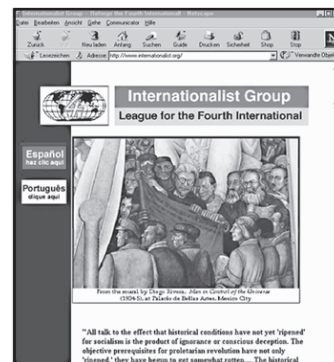 Internationalist Group - Reforge the Fourth International! - Netscape
Datei Bearbeiten Ansicht Gehe Communicator Hilfe
Zurück Neu laden Anfang Suchen Guide Drucken Sicherheit Shop Stop
Lesezeichen Adresse http://www.internationalist.org/ Verwandte Objekte
Internationalist Group
League for the Fourth International
Español
haz clic aquí
Português
clique aqui
From the mural by Diego Rivera, Man in Control of the Universe
(1934-5), at Palacio de Bellas Artes, Mexico City
"All talk to the effect that historical conditions have not yet 'ripened'
for socialism is the product of ignorance or conscious deception. The
objective prerequisites for proletarian revolution have not only
'ripened,' they have begun to get somewhat rotten.... The historical